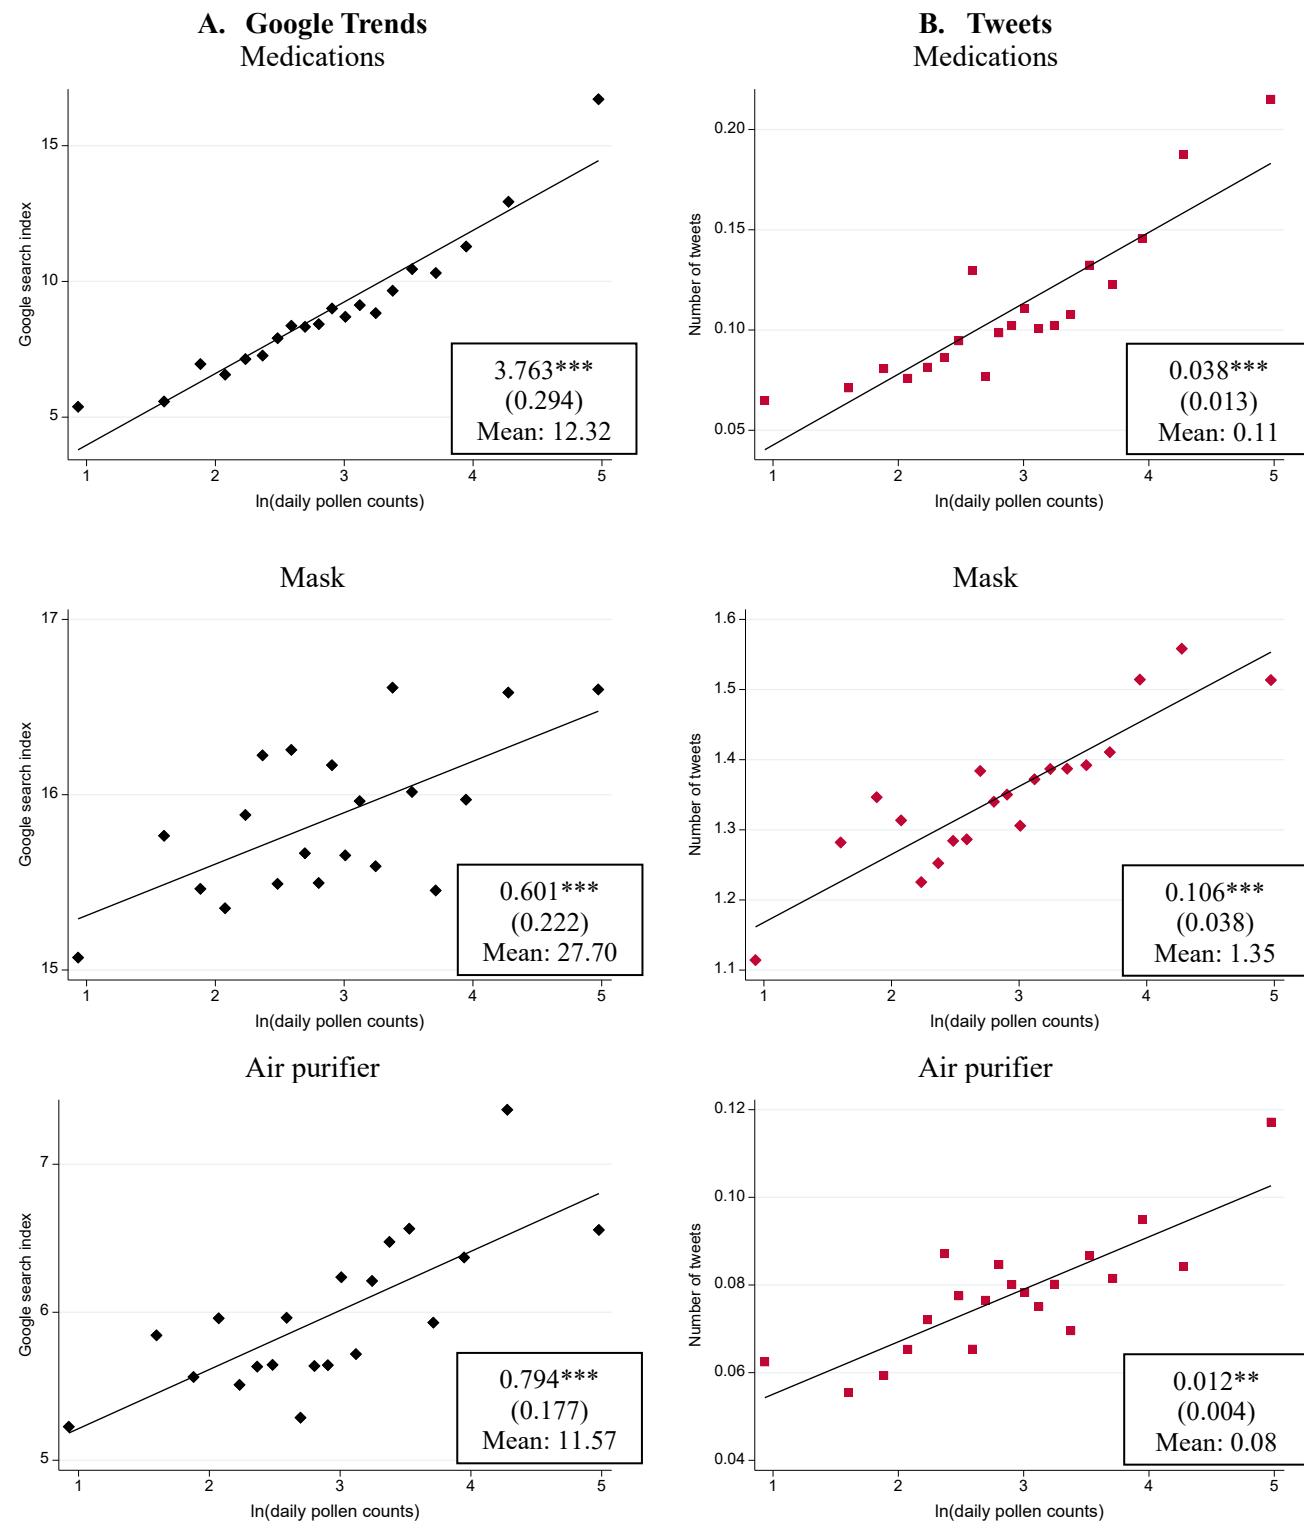 A. Google Trends
Medications
Google search index
15
10
5
1 2 3 4 5
ln(daily pollen counts)
3.763***
(0.294)
Mean: 12.32
B. Tweets
Medications
Number of tweets
0.20
0.15
0.10
0.05
1 2 3 4 5
ln(daily pollen counts)
0.038***
(0.013)
Mean: 0.11
Mask
Google search index
17
16
15
1 2 3 4 5
ln(daily pollen counts)
0.601***
(0.222)
Mean: 27.70
Mask
Number of tweets
1.6
1.5
1.4
1.3
1.2
1.1
1 2 3 4 5
ln(daily pollen counts)
0.106***
(0.038)
Mean: 1.35
Air purifier
Google search index
7
6
5
1 2 3 4 5
ln(daily pollen counts)
0.794***
(0.177)
Mean: 11.57
Air purifier
Number of tweets
0.12
0.10
0.08
0.06
0.04
1 2 3 4 5
ln(daily pollen counts)
0.012**
(0.004)
Mean: 0.08